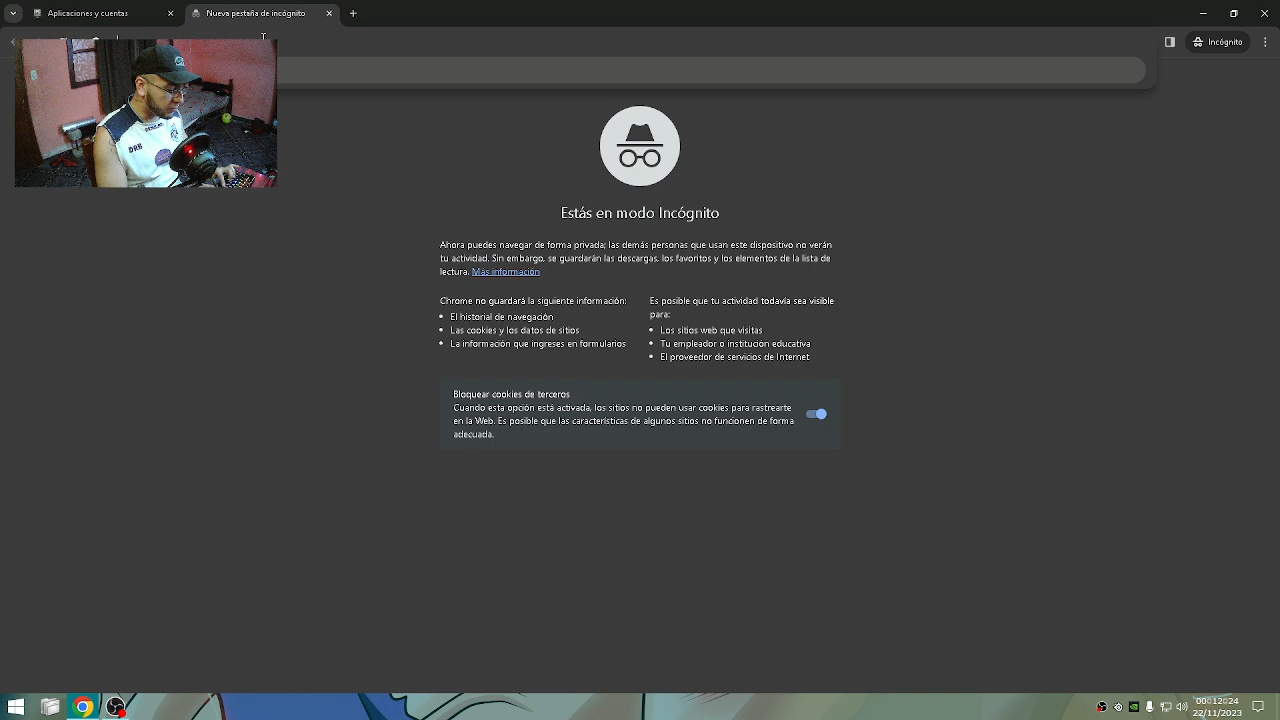 Aplicaciones y cuentas
Nueva pestaña de incógnito
Incógnito
DRB
Estás en modo Incógnito
Ahora puedes navegar de forma privada; las demás personas que usan este dispositivo no verán
tu actividad. Sin embargo, se guardarán las descargas, los favoritos y los elementos de la lista de
lectura. Más información
Chrome no guardará la siguiente información:
• El historial de navegación
• Las cookies y los datos de sitios
• La información que ingreses en formularios
Es posible que tu actividad todavía sea visible
para:
• Los sitios web que visitas
• Tu empleador o institución educativa
• El proveedor de servicios de Internet
Bloquear cookies de terceros
Cuando esta opción está activada, los sitios no pueden usar cookies para rastrearte
en la Web. Es posible que las características de algunos sitios no funcionen de forma
adecuada.
00:12:24
22/11/2023